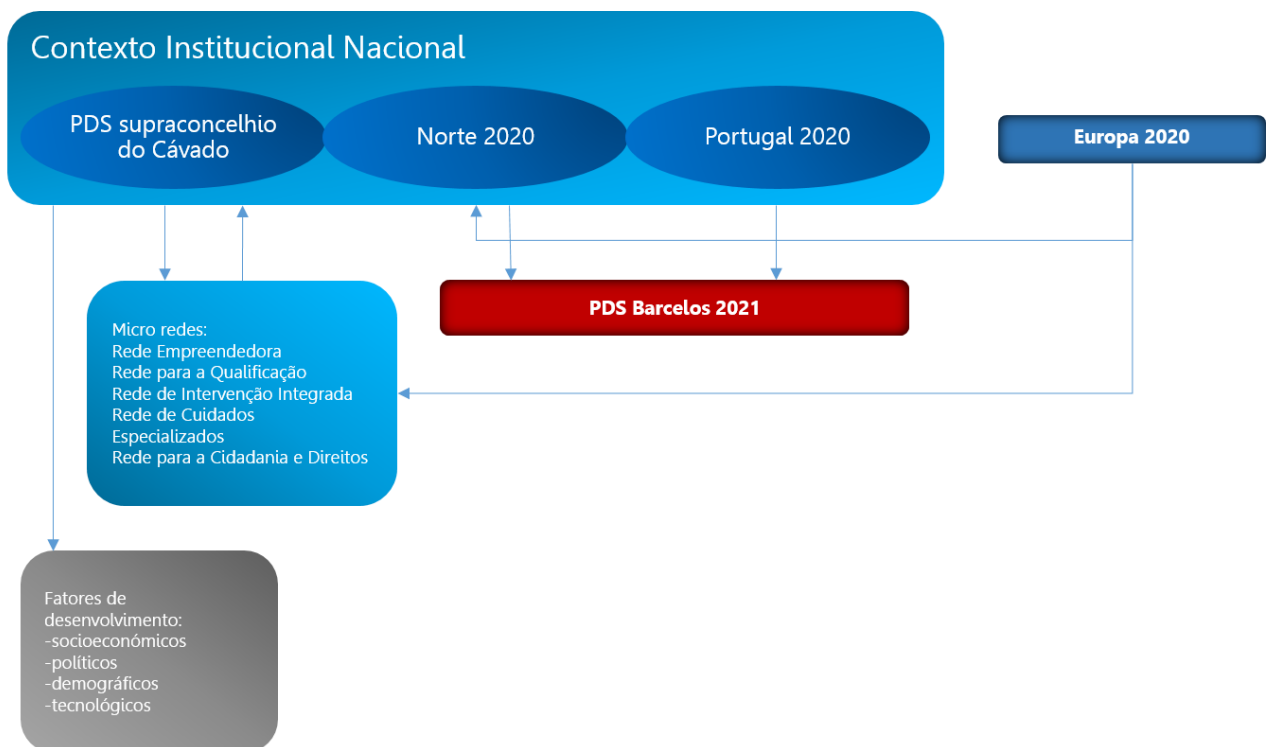 Contexto Institucional Nacional
PDS supraconcelhio
do Cávado
Norte 2020
Portugal 2020
Europa 2020
PDS Barcelos 2021
Micro redes:
Rede Empreendedora
Rede para a Qualificação
Rede de Intervenção Integrada
Rede de Cuidados
Especializados
Rede para a Cidadania e Direitos
Fatores de
desenvolvimento:
-socioeconómicos
-políticos
-demográficos
-tecnológicos